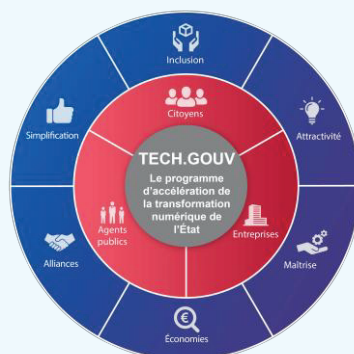 Inclusion
Citoyens
Simplification
Attractivité
TECH.GOUV
Le programme
d'accélération de
la transformation
numérique de
l'État
Agents
publics
Entreprises
Alliances
Maîtrise
Économies